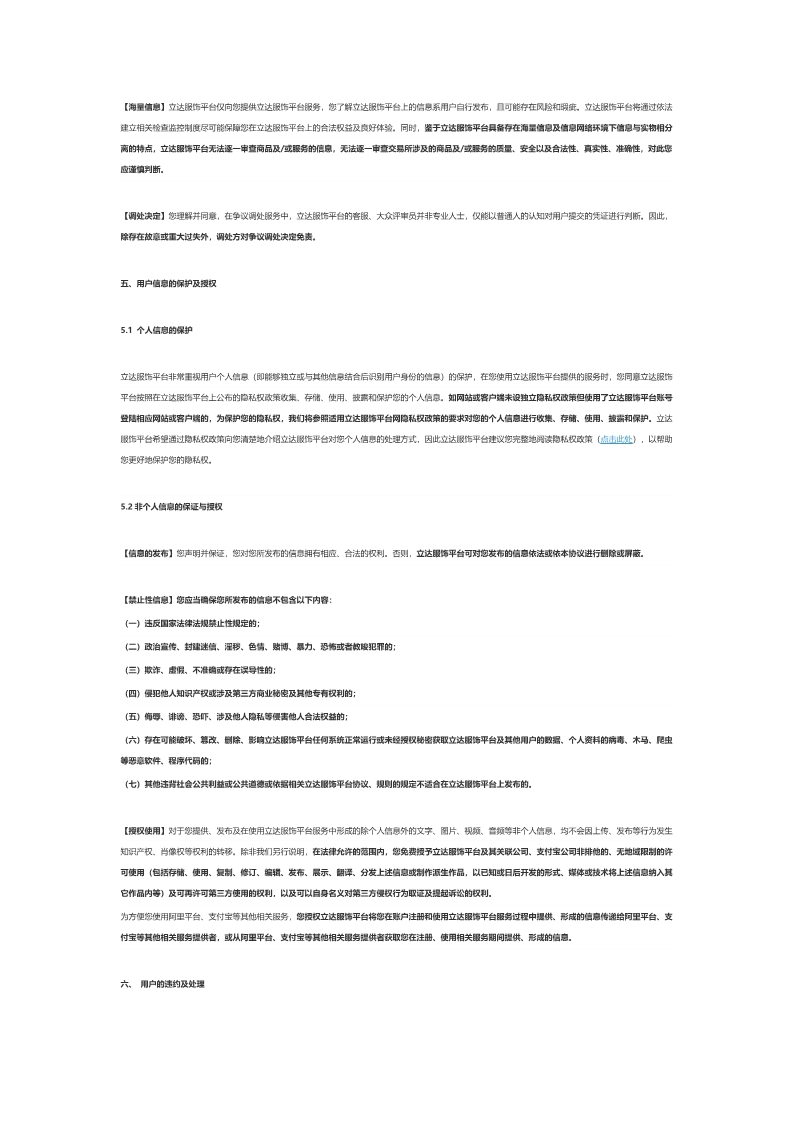 【海量信息】立达服饰平台仅向您提供立达服饰平台服务，您了解立达服饰平台上的信息系用户自行发布，且可能存在风险和瑕疵。立达服饰平台将通过依法
建立相关检查监控制度尽可能保障您在立达服饰平台上的合法权益及良好体验。同时，鉴于立达服饰平台具备存在海量信息及信息网络环境下信息与实物相分
离的特点，立达服饰平台无法逐一审查商品及/或服务的信息，无法逐一审查交易所涉及的商品及/或服务的质量、安全以及合法性、真实性、准确性，对此您
应谨慎判断。
【调处决定】您理解并同意，在争议调处服务中，立达服饰平台的客服、大众评审员并非专业人士，仅能以普通人的认知对用户提交的凭证进行判断。因此，
除存在故意或重大过失外，调处方对争议调处决定免责。
五、用户信息的保护及授权
5.1 个人信息的保护
立达服饰平台非常重视用户个人信息（即能够独立或与其他信息结合后识别用户身份的信息）的保护，在您使用立达服饰平台提供的服务时，您同意立达服饰
平台按照在立达服饰平台上公布的隐私权政策收集、存储、使用、披露和保护您的个人信息。如网站或客户端未设独立隐私权政策但使用了立达服饰平台账号
登陆相应网站或客户端的，为保护您的隐私权，我们将参照适用立达服饰平台网隐私权政策的要求对您的个人信息进行收集、存储、使用、披露和保护。立达
服饰平台希望通过隐私权政策向您清楚地介绍立达服饰平台对您个人信息的处理方式，因此立达服饰平台建议您完整地阅读隐私权政策（点击此处），以帮助
您更好地保护您的隐私权。
5.2 非个人信息的保证与授权
【信息的发布】您声明并保证，您对您所发布的信息拥有相应、合法的权利。否则，立达服饰平台可对您发布的信息依法或依本协议进行删除或屏蔽。
【禁止性信息】您应当确保您所发布的信息不包含以下内容：
（一）违反国家法律法规禁止性规定的；
（二）政治宣传、封建迷信、淫秽、色情、赌博、暴力、恐怖或者教唆犯罪的；
（三）欺诈、虚假、不准确或存在误导性的；
（四）侵犯他人知识产权或涉及第三方商业秘密及其他专有权利的；
（五）侮辱、诽谤、恐吓、涉及他人隐私等侵害他人合法权益的；
（六）存在可能破坏、篡改、删除、影响立达服饰平台任何系统正常运行或未经授权秘密获取立达服饰平台及其他用户的数据、个人资料的病毒、木马、爬虫
等恶意软件、程序代码的；
（七）其他违背社会公共利益或公共道德或依据相关立达服饰平台协议、规则的规定不适合在立达服饰平台上发布的。
【授权使用】对于您提供、发布及在使用立达服饰平台服务中形成的除个人信息外的文字、图片、视频、音频等非个人信息，均不会因上传、发布等行为发生
知识产权、肖像权等权利的转移。除非我们另行说明，在法律允许的范围内，您免费授予立达服饰平台及其关联公司、支付宝公司非排他的、无地域限制的许
可使用（包括存储、使用、复制、修订、编辑、发布、展示、翻译、分发上述信息或制作派生作品，以已知或日后开发的形式、媒体或技术将上述信息纳入其
它作品内等）及可再许可第三方使用的权利，以及可以自身名义对第三方侵权行为取证及提起诉讼的权利。
为方便您使用阿里平台、支付宝等其他相关服务，您授权立达服饰平台将您在账户注册和使用立达服饰平台服务过程中提供、形成的信息传递给阿里平台、支
付宝等其他相关服务提供者，或从阿里平台、支付宝等其他相关服务提供者获取您在注册、使用相关服务期间提供、形成的信息。
六、 用户的违约及处理